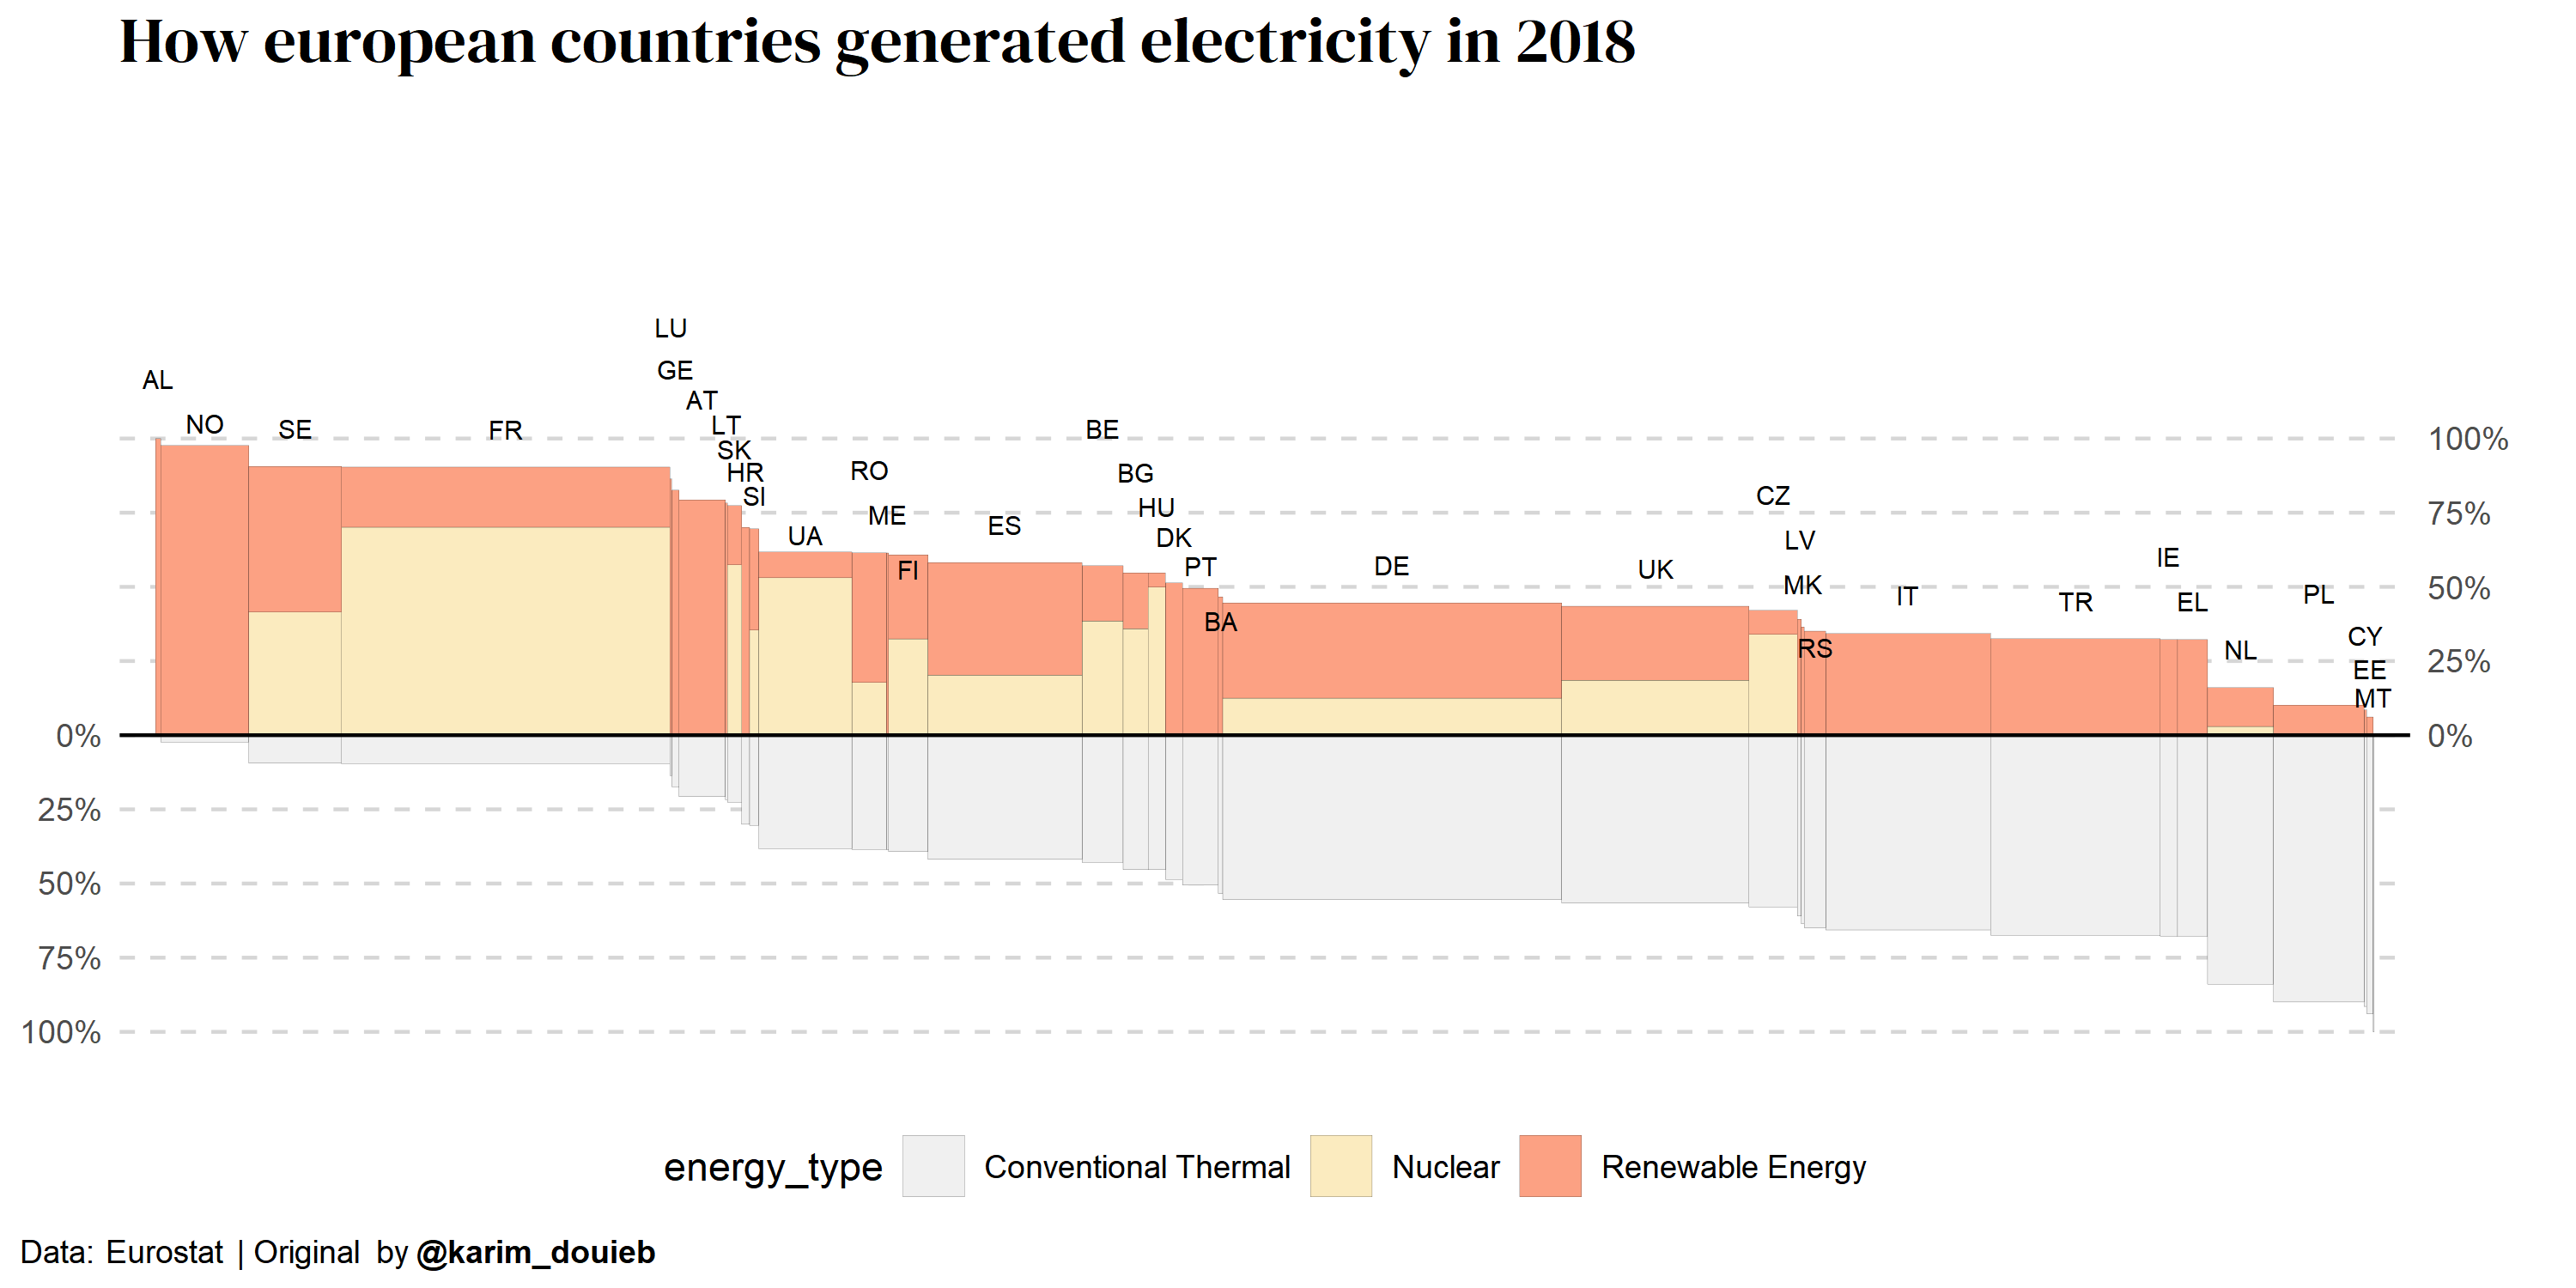 How european countries generated electricity in 2018
LU
GE
AL
AT
NO
SE
FR
LT
BE
SK
HR
RO
BG
SI
CZ
ME
HU
ES
UA
DK
LV
IE
FI
PT
DE
UK
MK
IT
TR
EL
PL
BA
CY
RS
NL
EE
MT
100%
75%
50%
25%
0%
0%
25%
50%
75%
100%
energy_type Conventional Thermal Nuclear Renewable Energy
Data: Eurostat | Original by @karim_douieb